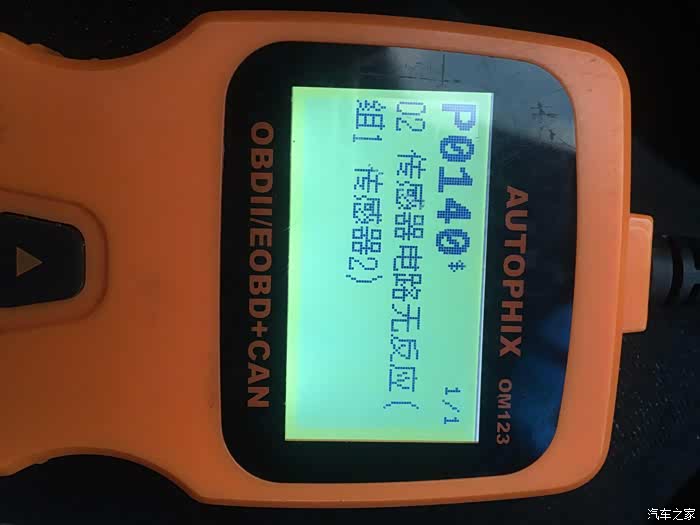 AUTOPHIX OM123
P0140‡ 1/1
O2 传感器电路无反应(
组1 传感器2)
OBDII/EOBD+CAN
汽车之家